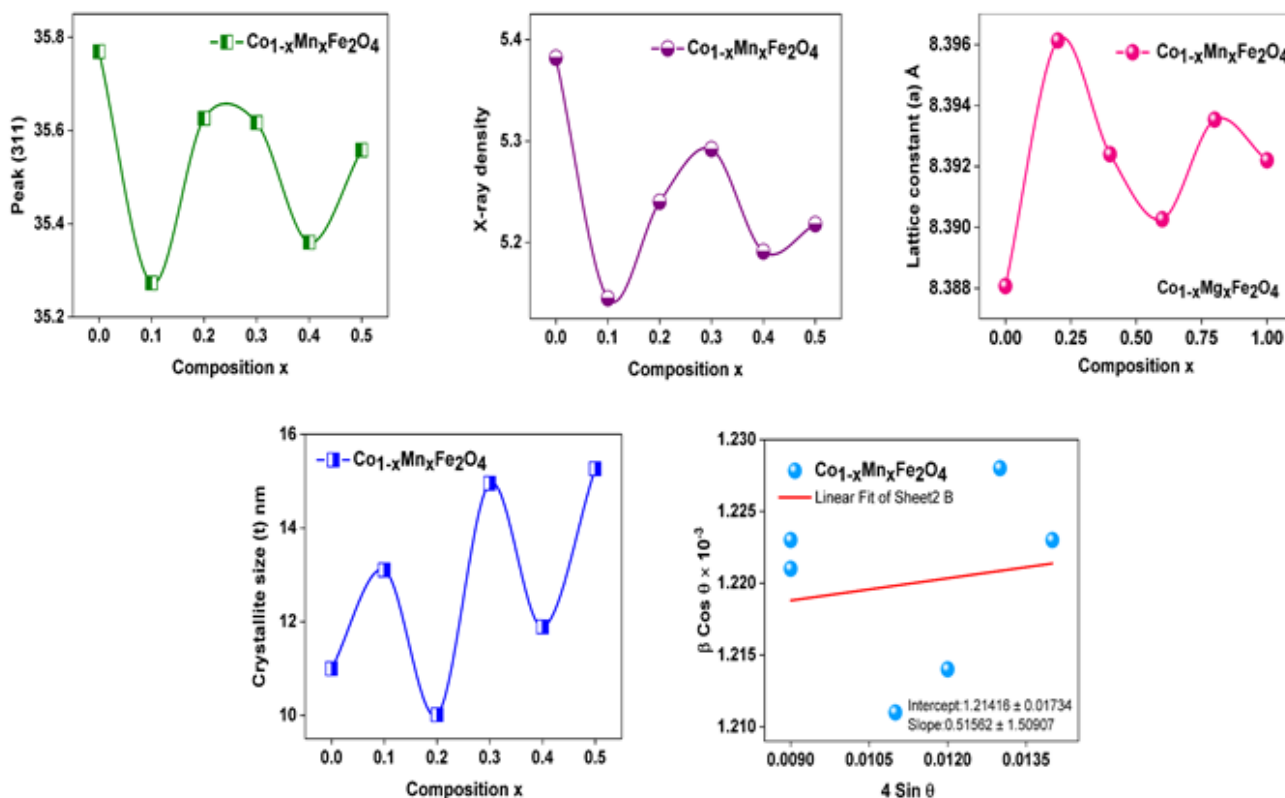 Co1-xMnxFe2O4
Peak (311)
35.8
35.6
35.4
35.2
0.0 0.1 0.2 0.3 0.4 0.5
Composition x
Co1-xMnxFe2O4
X-ray density
5.4
5.3
5.2
0.0 0.1 0.2 0.3 0.4 0.5
Composition x
Co1-xMnxFe2O4
Lattice constant (a) Å
8.396
8.394
8.392
8.390
8.388
Co1-xMgxFe2O4
0.00 0.25 0.50 0.75 1.00
Composition x
Co1-xMnxFe2O4
Crystallite size (t) nm
16
14
12
10
0.0 0.1 0.2 0.3 0.4 0.5
Composition x
Co1-xMnxFe2O4
Linear Fit of Sheet2 B
β Cos θ × 10-3
1.230
1.225
1.220
1.214
1.210
Intercept:1.21416 ± 0.01734
Slope:0.51562 ± 1.50907
0.0090 0.0105 0.0120 0.0135
4 Sin θ